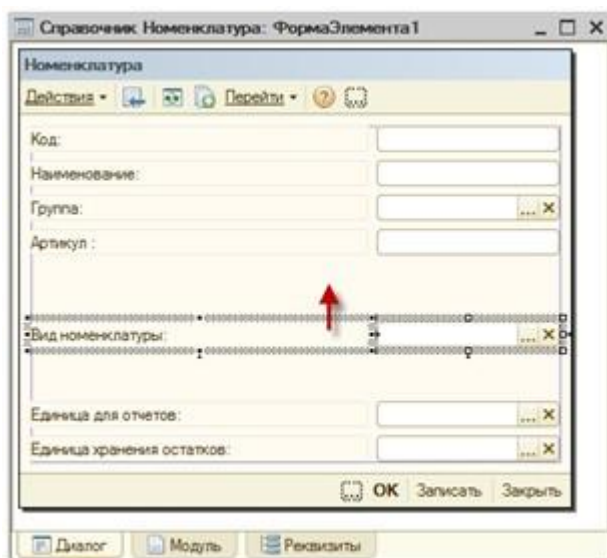 Справочник Номенклатура: ФормаЭлемента1
Номенклатура
Действия Перейти
Код:
Наименование:
Группа: ... ×
Артикул :
Вид номенклатуры: ... ×
Единица для отчетов: ... ×
Единица хранения остатков: ... ×
ОК Записать Закрыть
Диалог Модуль Реквизиты